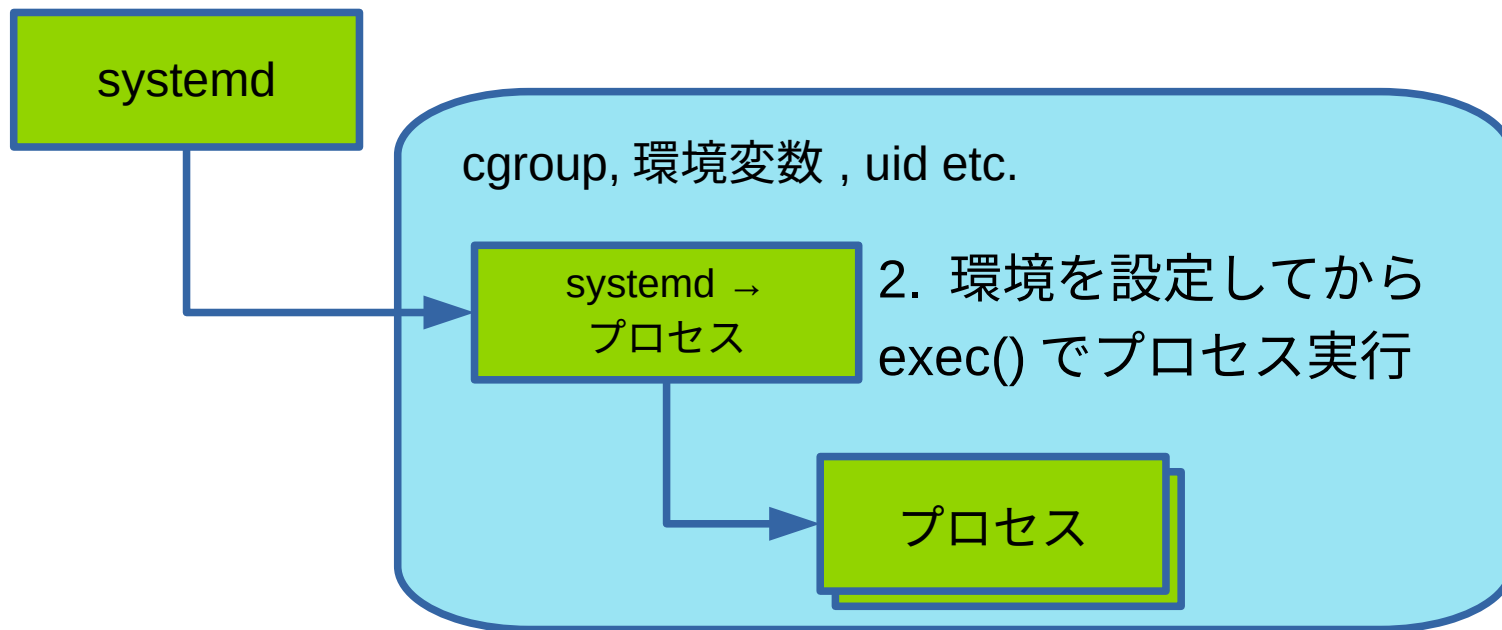 systemd
cgroup, 環境変数 , uid etc.
systemd →
プロセス
2. 環境を設定してから
exec() でプロセス実行
プロセス